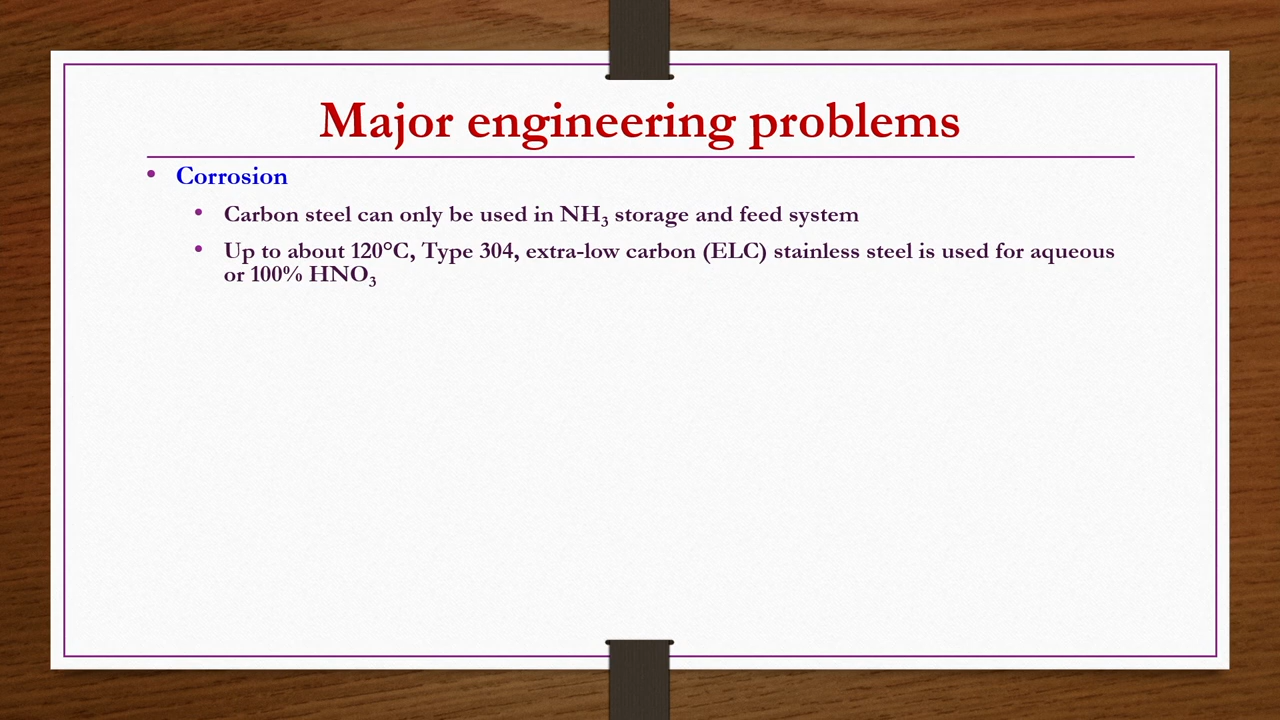 Major engineering problems
• Corrosion
• Carbon steel can only be used in NH₃ storage and feed system
• Up to about 120°C, Type 304, extra-low carbon (ELC) stainless steel is used for aqueous
or 100% HNO₃